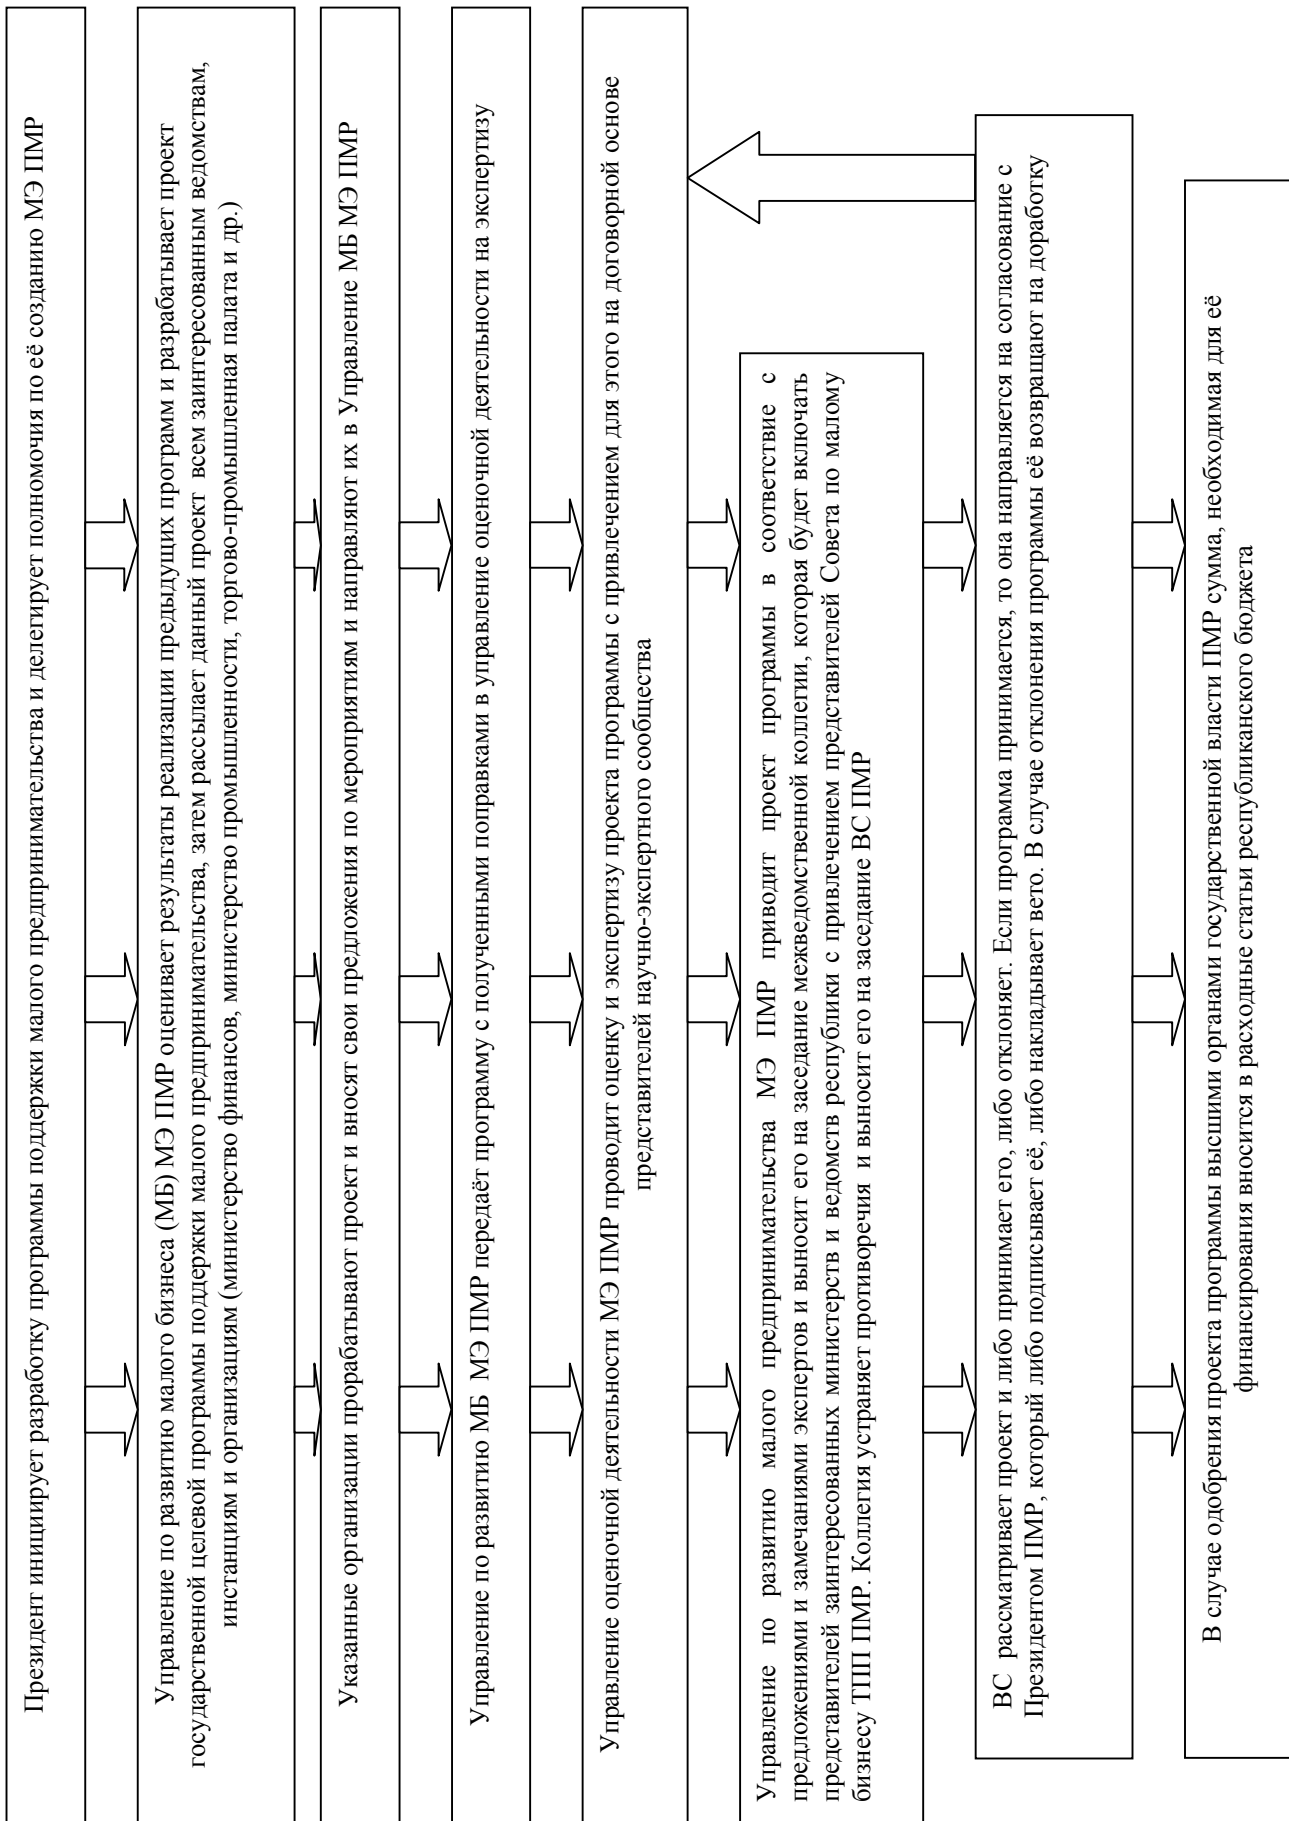 Президент инициирует разработку программы поддержки малого предпринимательства и делегирует полномочия по её созданию МЭ ПМР
Управление по развитию малого бизнеса (МБ) МЭ ПМР оценивает результаты реализации предыдущих программ и разрабатывает проект
государственной целевой программы поддержки малого предпринимательства, затем рассылает данный проект всем заинтересованным ведомствам,
инстанциям и организациям (министерство финансов, министерство промышленности, торгово-промышленная палата и др.)
Указанные организации прорабатывают проект и вносят свои предложения по мероприятиям и направляют их в Управление МБ МЭ ПМР
Управление по развитию МБ МЭ ПМР передаёт программу с полученными поправками в управление оценочной деятельности на экспертизу
Управление оценочной деятельности МЭ ПМР проводит оценку и экспертизу проекта программы с привлечением для этого на договорной основе
представителей научно-экспертного сообщества
Управление по развитию малого предпринимательства МЭ ПМР приводит проект программы в соответствие с
предложениями и замечаниями экспертов и выносит его на заседание межведомственной коллегии, которая будет включать
представителей заинтересованных министерств и ведомств республики с привлечением представителей Совета по малому
бизнесу ТПП ПМР. Коллегия устраняет противоречия и выносит его на заседание ВС ПМР
ВС рассматривает проект и либо принимает его, либо отклоняет. Если программа принимается, то она направляется на согласование с
Президентом ПМР, который либо подписывает её, либо накладывает вето. В случае отклонения программы её возвращают на доработку
В случае одобрения проекта программы высшими органами государственной власти ПМР сумма, необходимая для её
финансирования вносится в расходные статьи республиканского бюджета